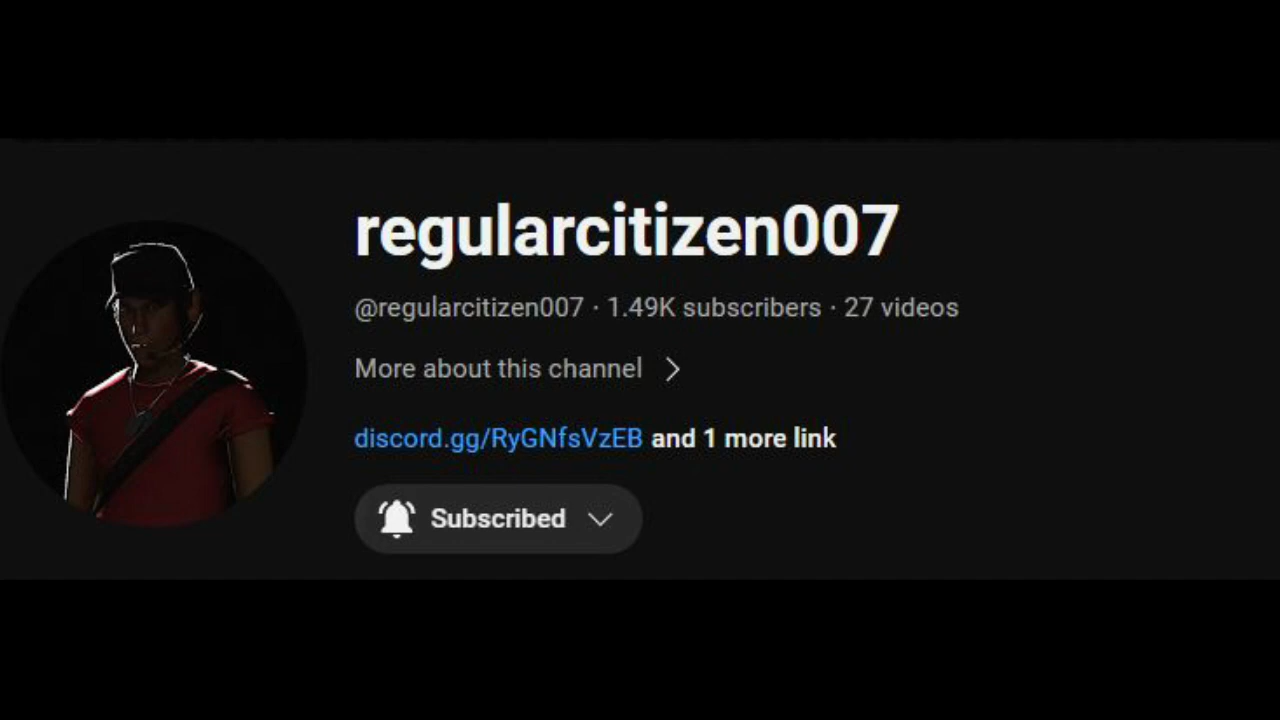 regularcitizen007
@regularcitizen007 · 1.49K subscribers · 27 videos
More about this channel
discord.gg/RyGNfsVzEB and 1 more link
Subscribed